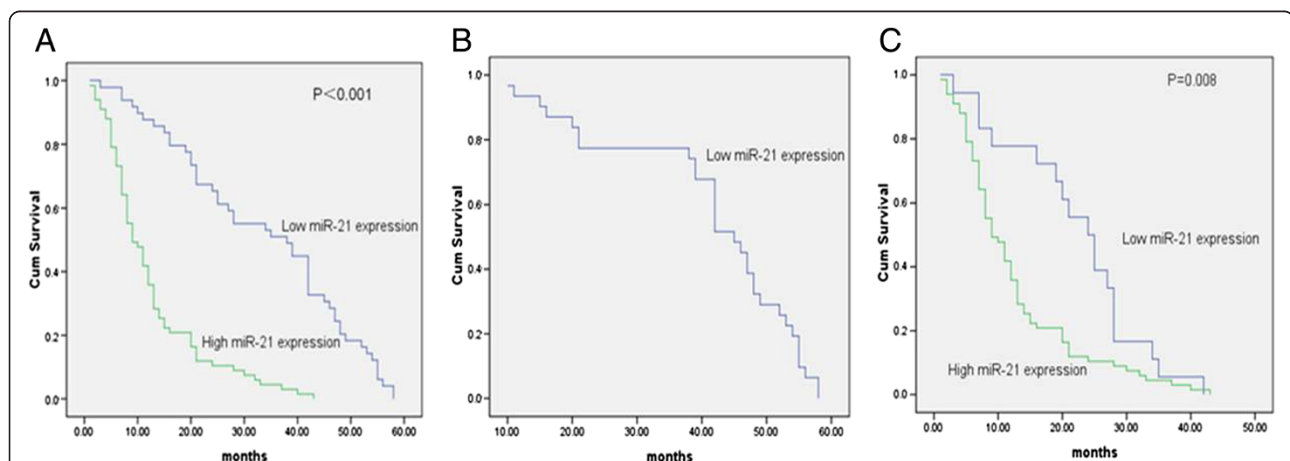 A
P<0.001
Low miR-21 expression
High miR-21 expression
Cum Survival
1.0
0.8
0.6
0.4
0.2
0.0
0.00 10.00 20.00 30.00 40.00 50.00 60.00
months
B
Low miR-21 expression
Cum Survival
1.0
0.8
0.6
0.4
0.2
0.0
10.00 20.00 30.00 40.00 50.00 60.00
months
C
P=0.008
Low miR-21 expression
High miR-21 expression
Cum Survival
1.0
0.8
0.6
0.4
0.2
0.0
0.00 10.00 20.00 30.00 40.00 50.00
months